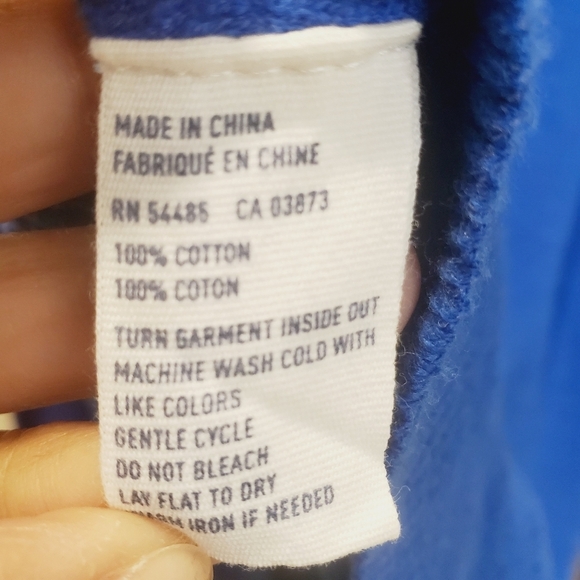 MADE IN CHINA
FABRIQUÉ EN CHINE
RN 54485 CA 03873
100% COTTON
100% COTON
TURN GARMENT INSIDE OUT
MACHINE WASH COLD WITH
LIKE COLORS
GENTLE CYCLE
DO NOT BLEACH
LAY FLAT TO DRY
WARM IRON IF NEEDED